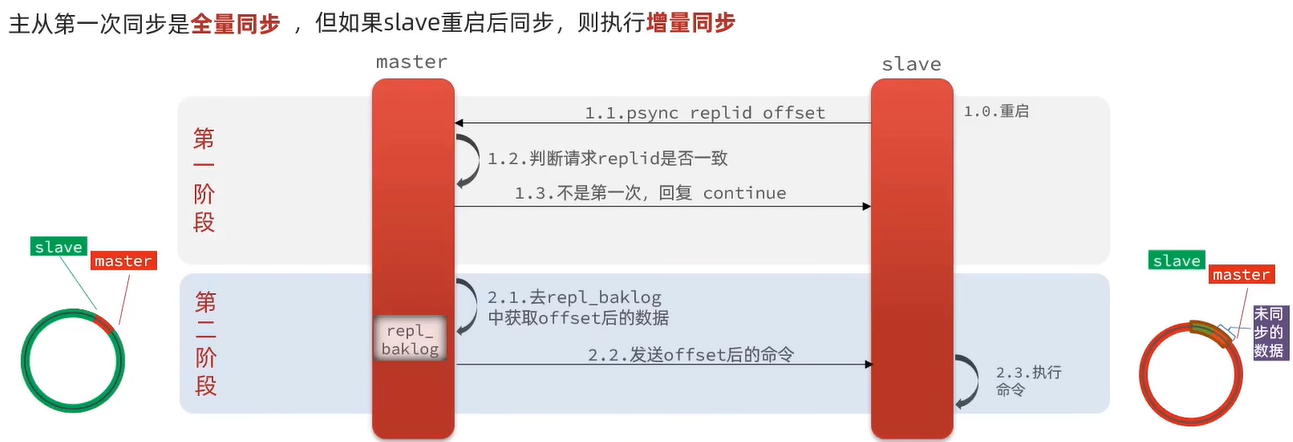 主从第一次同步是全量同步 ，但如果slave重启后同步，则执行增量同步
master
slave
第一阶段
1.0.重启
1.1.psync replid offset
1.2.判断请求replid是否一致
1.3.不是第一次，回复 continue
第二阶段
2.1.去repl_baklog
中获取offset后的数据
repl_
baklog
2.2.发送offset后的命令
2.3.执行
命令
slave
master
slave
master
未同
步的
数据